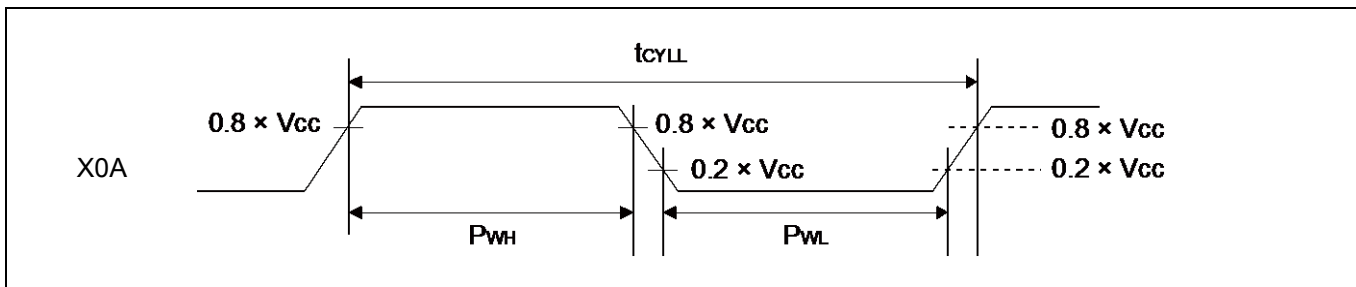 tCYLL
0.8 × Vcc
0.8 × Vcc
0.8 × Vcc
X0A
0.2 × Vcc
0.2 × Vcc
PWH
PWL